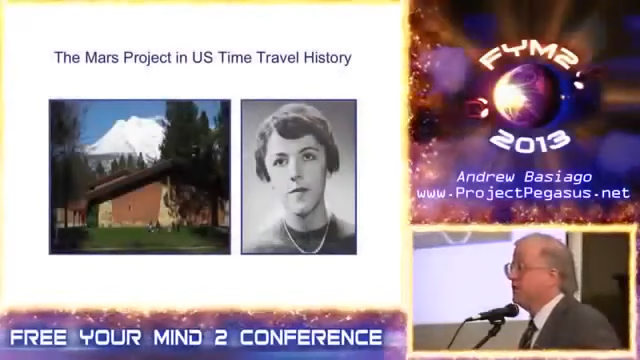 The Mars Project in US Time Travel History
FYM2
2013
Andrew Basiago
www.ProjectPegasus.net
FREE YOUR MIND 2 CONFERENCE